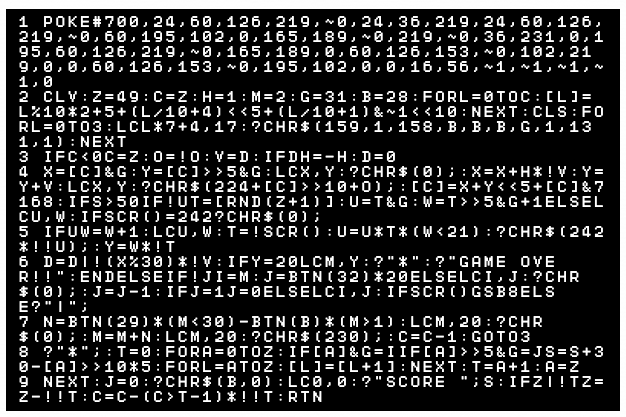 1 POKE#700,24,60,126,219,~0,24,36,219,24,60,126,
219,~0,60,195,102,0,165,189,~0,219,~0,36,231,0,1
95,60,126,219,~0,165,189,0,60,126,153,~0,102,21
9,0,0,60,126,153,~0,195,102,0,0,16,56,~1,~1,~1,~
1,0
2 CLV:Z=49:C=Z:H=1:M=2:G=31:B=28:FORL=0TOC:[L]=
L%10*2+5+(L/10+4)<<5+(L/10+1)&~1<<10:NEXT:CLS:FO
RL=0TO3:LCL*7+4,17:?CHR$(159,1,158,B,B,B,G,1,13
1,1):NEXT
3 IFC<0C=Z:O=!O:V=D:IFDH=-H:D=0
4 X=[C]&G:Y=[C]>>5&G:LCX,Y:?CHR$(0);:X=X+H*!V:Y=
Y+V:LCX,Y:?CHR$(224+[C]>>10+O);:[C]=X+Y<<5+[C]&7
168:IFS>50IF!UT=[RND(Z+1)]:U=T&G:W=T>>5&G+1ELSEL
CU,W:IFSCR()=242?CHR$(0);
5 IFUW=W+1:LCU,W:T=!SCR():U=U*T*(W<21):?CHR$(242
*!!U);:Y=W*!T
6 D=D!!(X%30)*!V:IFY=20LCM,Y:?"*":?"GAME OVE
R!!":ENDELSEIF!JI=M:J=BTN(32)*20ELSELCI,J:?CHR
$(0);:J=J-1:IFJ=1J=0ELSELCI,J:IFSCR()GSB8ELS
E?"|";
7 N=BTN(29)*(M<30)-BTN(B)*(M>1):LCM,20:?CHR
$(0);:M=M+N:LCM,20:?CHR$(230);:C=C-1:GOTO3
8 ?"*";:T=0:FORA=0TOZ:IF[A]&G=IIF[A]>>5&G=JS=S+3
0-[A]>>10*5:FORL=ATOZ:[L]=[L+1]:NEXT:T=A+1:A=Z
9 NEXT:J=0:?CHR$(B,0):LC0,0:?"SCORE ";S:IFZ!!TZ=
Z-!!T:C=C-(C>T-1)*!!T:RTN